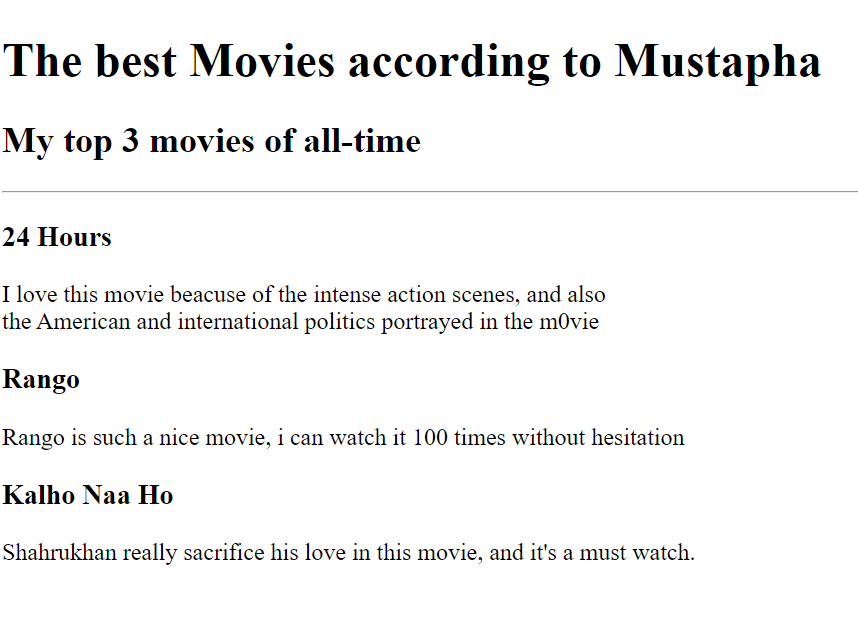 The best Movies according to Mustapha
My top 3 movies of all-time
24 Hours
I love this movie beacuse of the intense action scenes, and also
the American and international politics portrayed in the m0vie
Rango
Rango is such a nice movie, i can watch it 100 times without hesitation
Kalho Naa Ho
Shahrukhan really sacrifice his love in this movie, and it's a must watch.